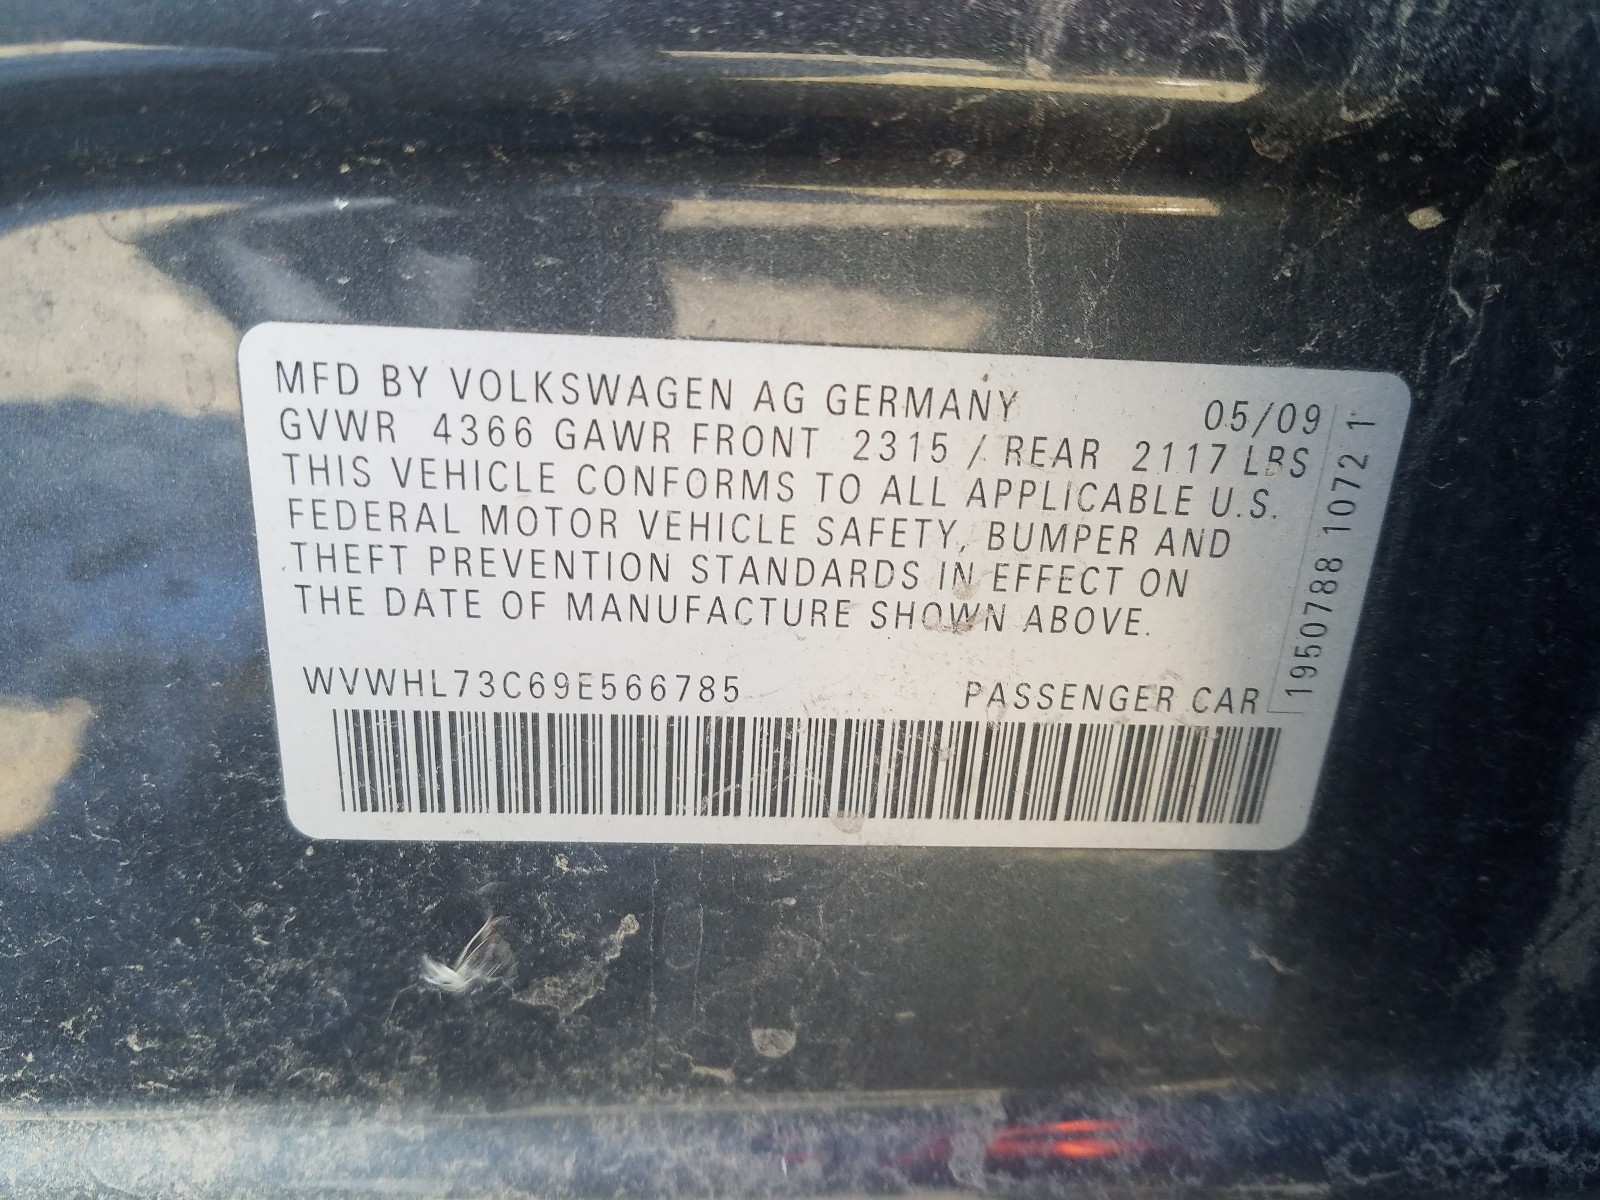 MFD BY VOLKSWAGEN AG GERMANY 05/09
GVWR 4366 GAWR FRONT 2315 / REAR 2117 LBS
THIS VEHICLE CONFORMS TO ALL APPLICABLE U.S.
FEDERAL MOTOR VEHICLE SAFETY, BUMPER AND
THEFT PREVENTION STANDARDS IN EFFECT ON
THE DATE OF MANUFACTURE SHOWN ABOVE.
WVWHL73C69E566785 PASSENGER CAR
1950788 1072 1